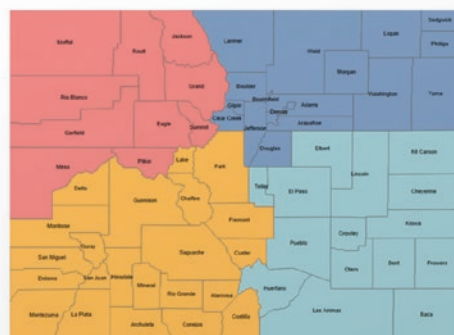 Moffat
Routt
Jackson
Larimer
Weld
Logan
Sedgwick
Phillips
Morgan
Washington
Yuma
Rio Blanco
Grand
Boulder
Broomfield
Gilpin
Clear Creek
Denver
Adams
Arapahoe
Jefferson
Garfield
Eagle
Summit
Douglas
Elbert
Kit Carson
Mesa
Pitkin
Lake
Park
Lincoln
Delta
Gunnison
Chaffee
Teller
El Paso
Cheyenne
Montrose
Fremont
Kiowa
Ouray
Crowley
Pueblo
San Miguel
Saguache
Custer
Otero
Bent
Prowers
Dolores
San Juan
Hinsdale
Mineral
Rio Grande
Alamosa
Huerfano
Montezuma
La Plata
Archuleta
Conejos
Costilla
Las Animas
Baca